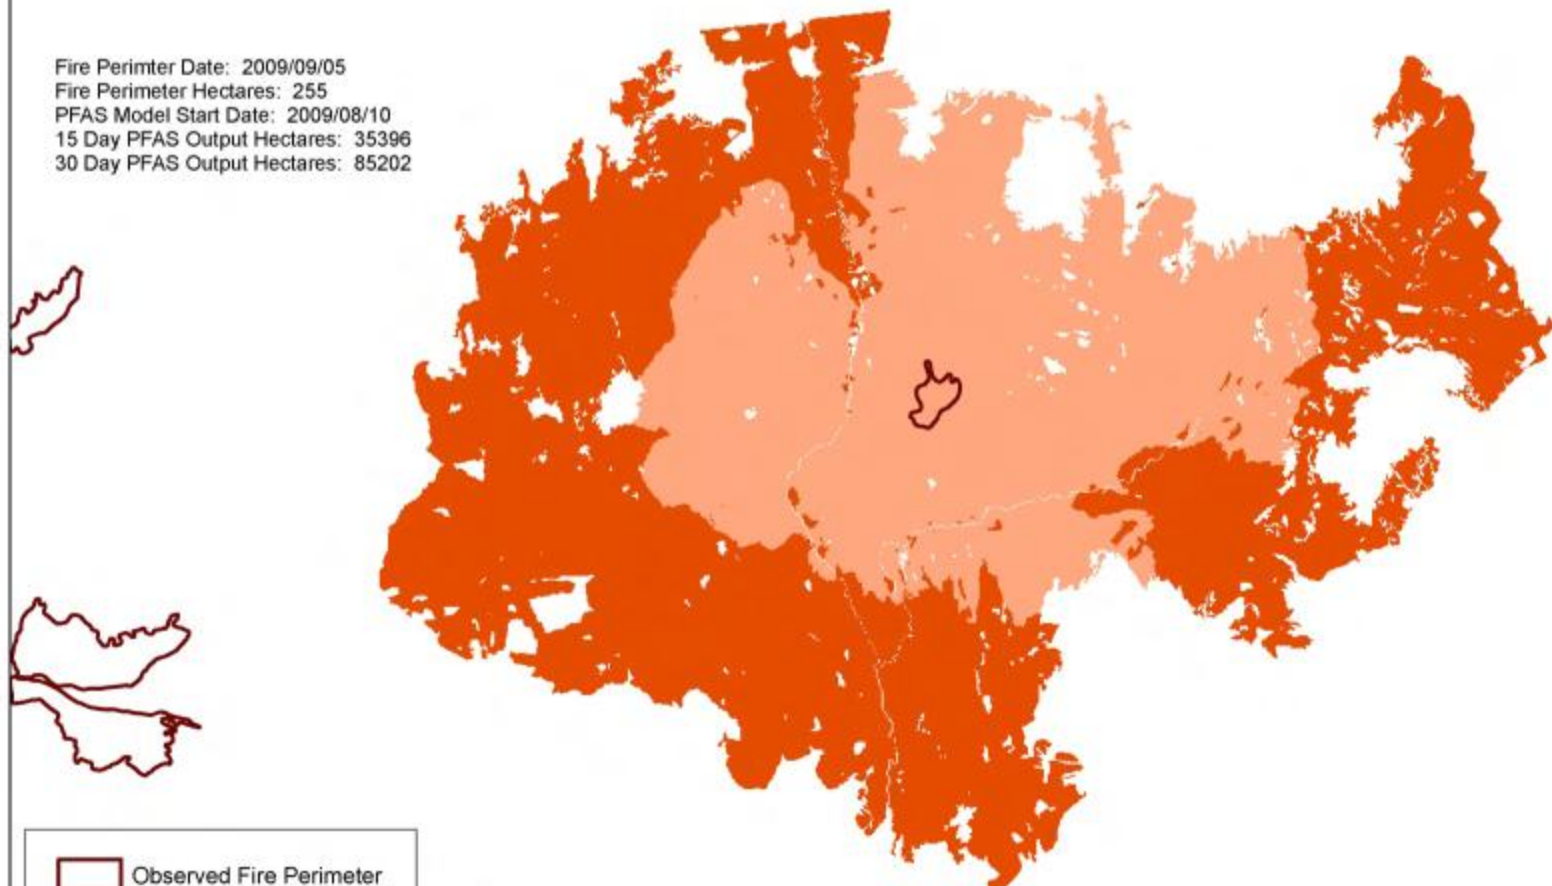 Fire Perimter Date: 2009/09/05
Fire Perimeter Hectares: 255
PFAS Model Start Date: 2009/08/10
15 Day PFAS Output Hectares: 35396
30 Day PFAS Output Hectares: 85202
Observed Fire Perimeter